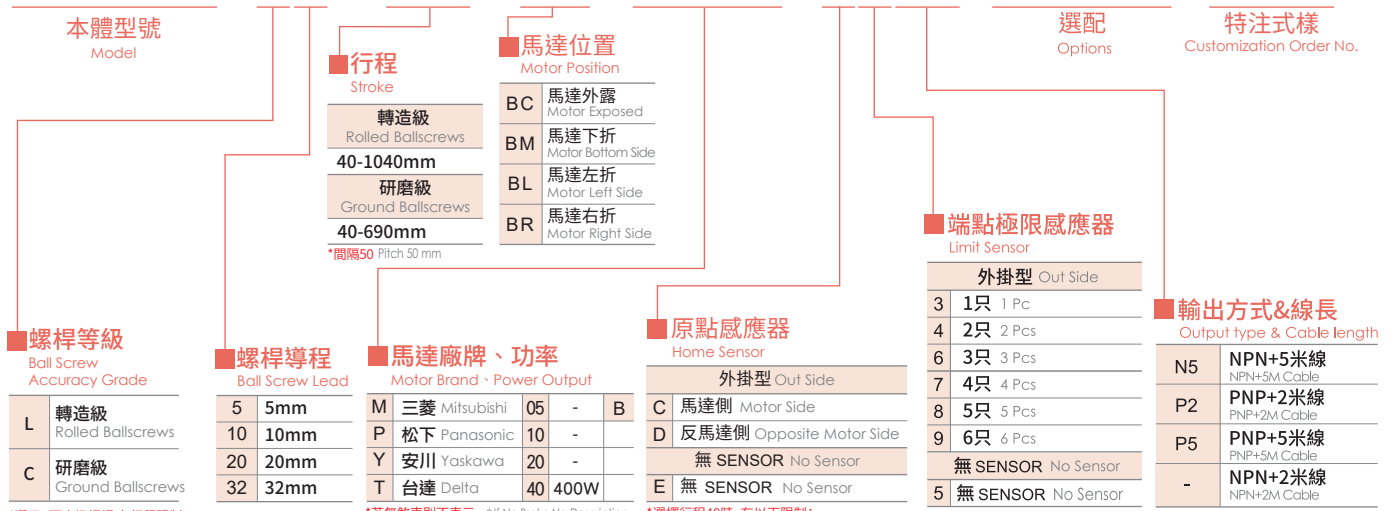 本體型號
Model
選配
Options
特注式樣
Customization Order No.
行程
Stroke
轉造級
Rolled Ballscrews
40-1040mm
研磨級
Ground Ballscrews
40-690mm
*間隔50 Pitch 50 mm
馬達位置
Motor Position
BC 馬達外露
Motor Exposed
BM 馬達下折
Motor Bottom Side
BL 馬達左折
Motor Left Side
BR 馬達右折
Motor Right Side
螺桿等級
Ball Screw
Accuracy Grade
L 轉造級
Rolled Ballscrews
C 研磨級
Ground Ballscrews
螺桿導程
Ball Screw Lead
5 5mm
10 10mm
20 20mm
32 32mm
馬達廠牌、功率
Motor Brand、Power Output
M 三菱 Mitsubishi 05 - B
P 松下 Panasonic 10 -
Y 安川 Yaskawa 20 -
T 台達 Delta 40 400W
原點感應器
Home Sensor
外掛型 Out Side
C 馬達側 Motor Side
D 反馬達側 Opposite Motor Side
無 SENSOR No Sensor
E 無 SENSOR No Sensor
端點極限感應器
Limit Sensor
外掛型 Out Side
3 1只 1 Pc
4 2只 2 Pcs
6 3只 3 Pcs
7 4只 4 Pcs
8 5只 5 Pcs
9 6只 6 Pcs
無 SENSOR No Sensor
5 無 SENSOR No Sensor
輸出方式&線長
Output type & Cable length
N5 NPN+5米線
NPN+5M Cable
P2 PNP+2米線
PNP+2M Cable
P5 PNP+5米線
PNP+5M Cable
- NPN+2米線
NPN+2M Cable